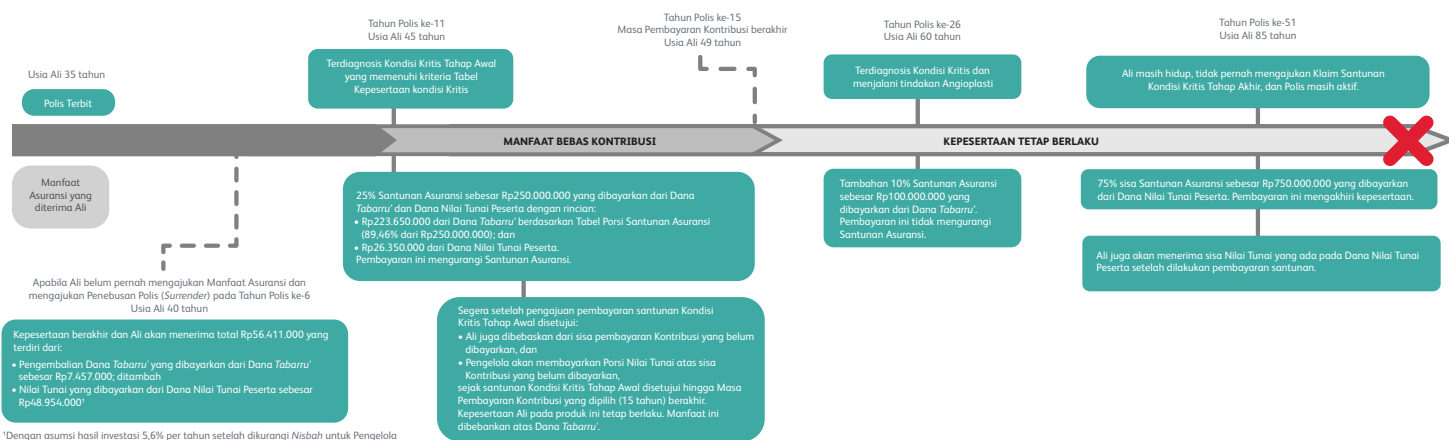 Usia Ali 35 tahun
Polis Terbit
Manfaat
Asuransi yang
diterima Ali
Apabila Ali belum pernah mengajukan Manfaat Asuransi dan
mengajukan Penebusan Polis (Surrender) pada Tahun Polis ke-6
Usia Ali 40 tahun
Kepesertaan berakhir dan Ali akan menerima total Rp56.411.000 yang
terdiri dari:
• Pengembalian Dana Tabarru' yang dibayarkan dari Dana Tabarru'
sebesar Rp7.457.000; ditambah
• Nilai Tunai yang dibayarkan dari Dana Nilai Tunai Peserta sebesar
Rp48.954.000¹
Tahun Polis ke-11
Usia Ali 45 tahun
Terdiagnosis Kondisi Kritis Tahap Awal
yang memenuhi kriteria Tabel
Kepesertaan kondisi Kritis
MANFAAT BEBAS KONTRIBUSI
25% Santunan Asuransi sebesar Rp250.000.000 yang dibayarkan dari Dana
Tabarru' dan Dana Nilai Tunai Peserta dengan rincian:
• Rp223.650.000 dari Dana Tabarru' berdasarkan Tabel Porsi Santunan Asuransi
(89,46% dari Rp250.000.000); dan
• Rp26.350.000 dari Dana Nilai Tunai Peserta.
Pembayaran ini mengurangi Santunan Asuransi.
Segera setelah pengajuan pembayaran santunan Kondisi
Kritis Tahap Awal disetujui:
• Ali juga dibebaskan dari sisa pembayaran Kontribusi yang belum
dibayarkan, dan
• Pengelola akan membayarkan Porsi Nilai Tunai atas sisa
Kontribusi yang belum dibayarkan,
sejak santunan Kondisi Kritis Tahap Awal disetujui hingga Masa
Pembayaran Kontribusi yang dipilih (15 tahun) berakhir.
Kepesertaan Ali pada produk ini tetap berlaku. Manfaat ini
dibebankan atas Dana Tabarru'.
Tahun Polis ke-15
Masa Pembayaran Kontribusi berakhir
Usia Ali 49 tahun
KEPESERTAAN TETAP BERLAKU
Tahun Polis ke-26
Usia Ali 60 tahun
Terdiagnosis Kondisi Kritis dan
menjalani tindakan Angioplasti
Tambahan 10% Santunan Asuransi
sebesar Rp100.000.000 yang
dibayarkan dari Dana Tabarru'.
Pembayaran ini tidak mengurangi
Santunan Asuransi.
Tahun Polis ke-51
Usia Ali 85 tahun
Ali masih hidup, tidak pernah mengajukan Klaim Santunan
Kondisi Kritis Tahap Akhir, dan Polis masih aktif.
75% sisa Santunan Asuransi sebesar Rp750.000.000 yang dibayarkan
dari Dana Nilai Tunai Peserta. Pembayaran ini mengakhiri kepesertaan.
Ali juga akan menerima sisa Nilai Tunai yang ada pada Dana Nilai Tunai
Peserta setelah dilakukan pembayaran santunan.
¹Dengan asumsi hasil investasi 5,6% per tahun setelah dikurangi Nisbah untuk Pengelola